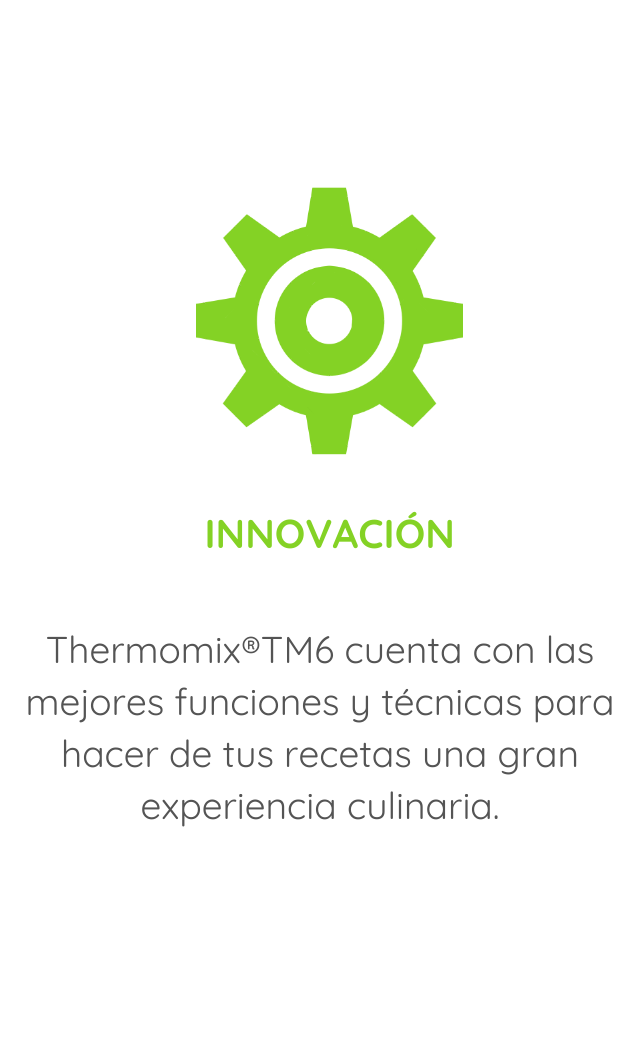 INNOVACIÓN
Thermomix®TM6 cuenta con las
mejores funciones y técnicas para
hacer de tus recetas una gran
experiencia culinaria.